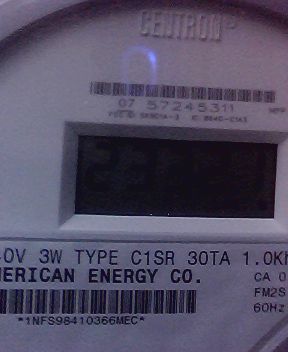 CENTRON
07 57245311
0V 3W TYPE C1SR 30TA 1.0K
MERICAN ENERGY CO.
CA 0
FM2S
60Hz
*1NFS98410366MEC*